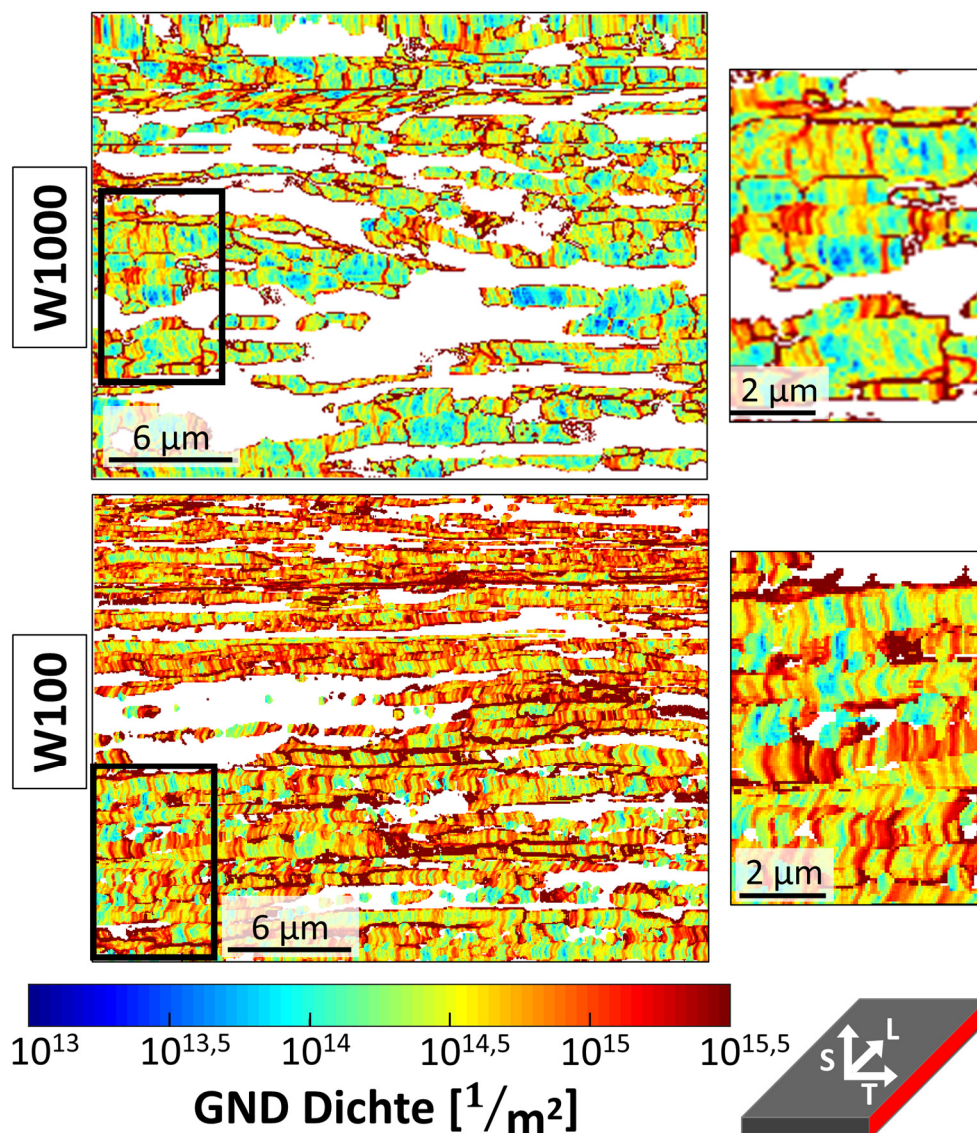 W1000
6 µm
2 µm
W100
6 µm
2 µm
10¹³ 10¹³,⁵ 10¹⁴ 10¹⁴,⁵ 10¹⁵ 10¹⁵,⁵
GND Dichte [¹/m²]
S L
T